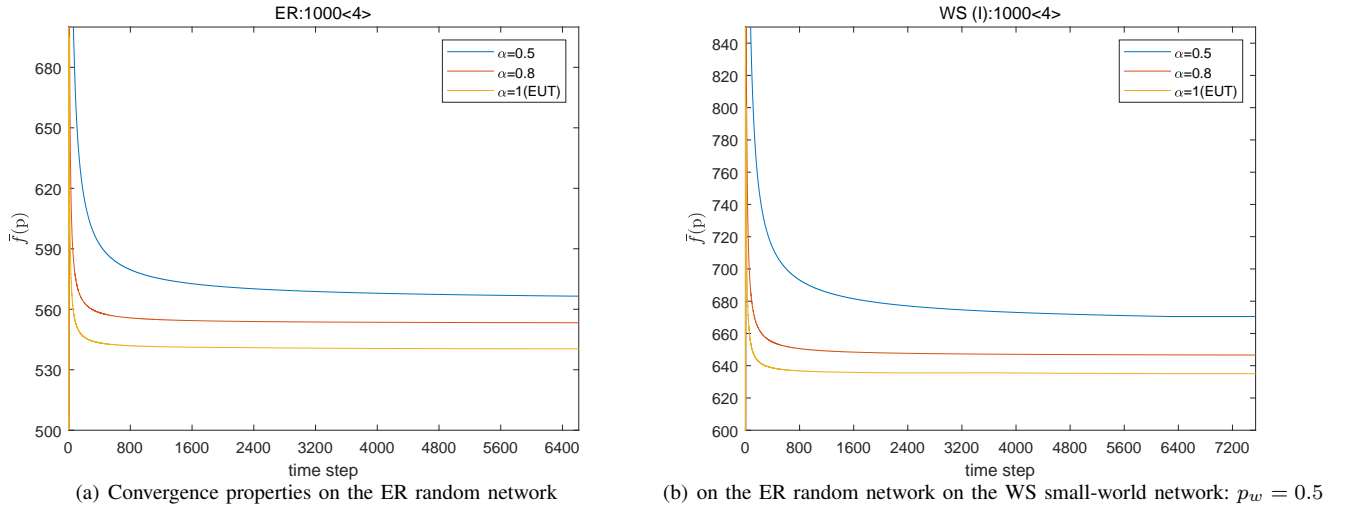 ER:1000<4>
680
650
620
590
560
530
500
f̄(p)
0 800 1600 2400 3200 4000 4800 5600 6400
time step
α=0.5
α=0.8
α=1(EUT)
(a) Convergence properties on the ER random network
WS (I):1000<4>
840
820
800
780
760
740
720
700
680
660
640
620
600
f̄(p)
0 800 1600 2400 3200 4000 4800 5600 6400 7200
time step
α=0.5
α=0.8
α=1(EUT)
(b) on the ER random network on the WS small-world network: p_w = 0.5